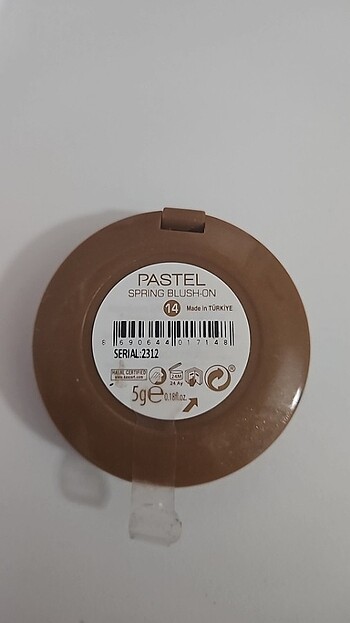 PASTEL
SPRING BLUSH-ON
14 Made in TÜRKİYE
8 690644 017148
SERIAL:2312
HALAL CERTIFIED
24M
24 Ay
5g e 0.18fl.oz.